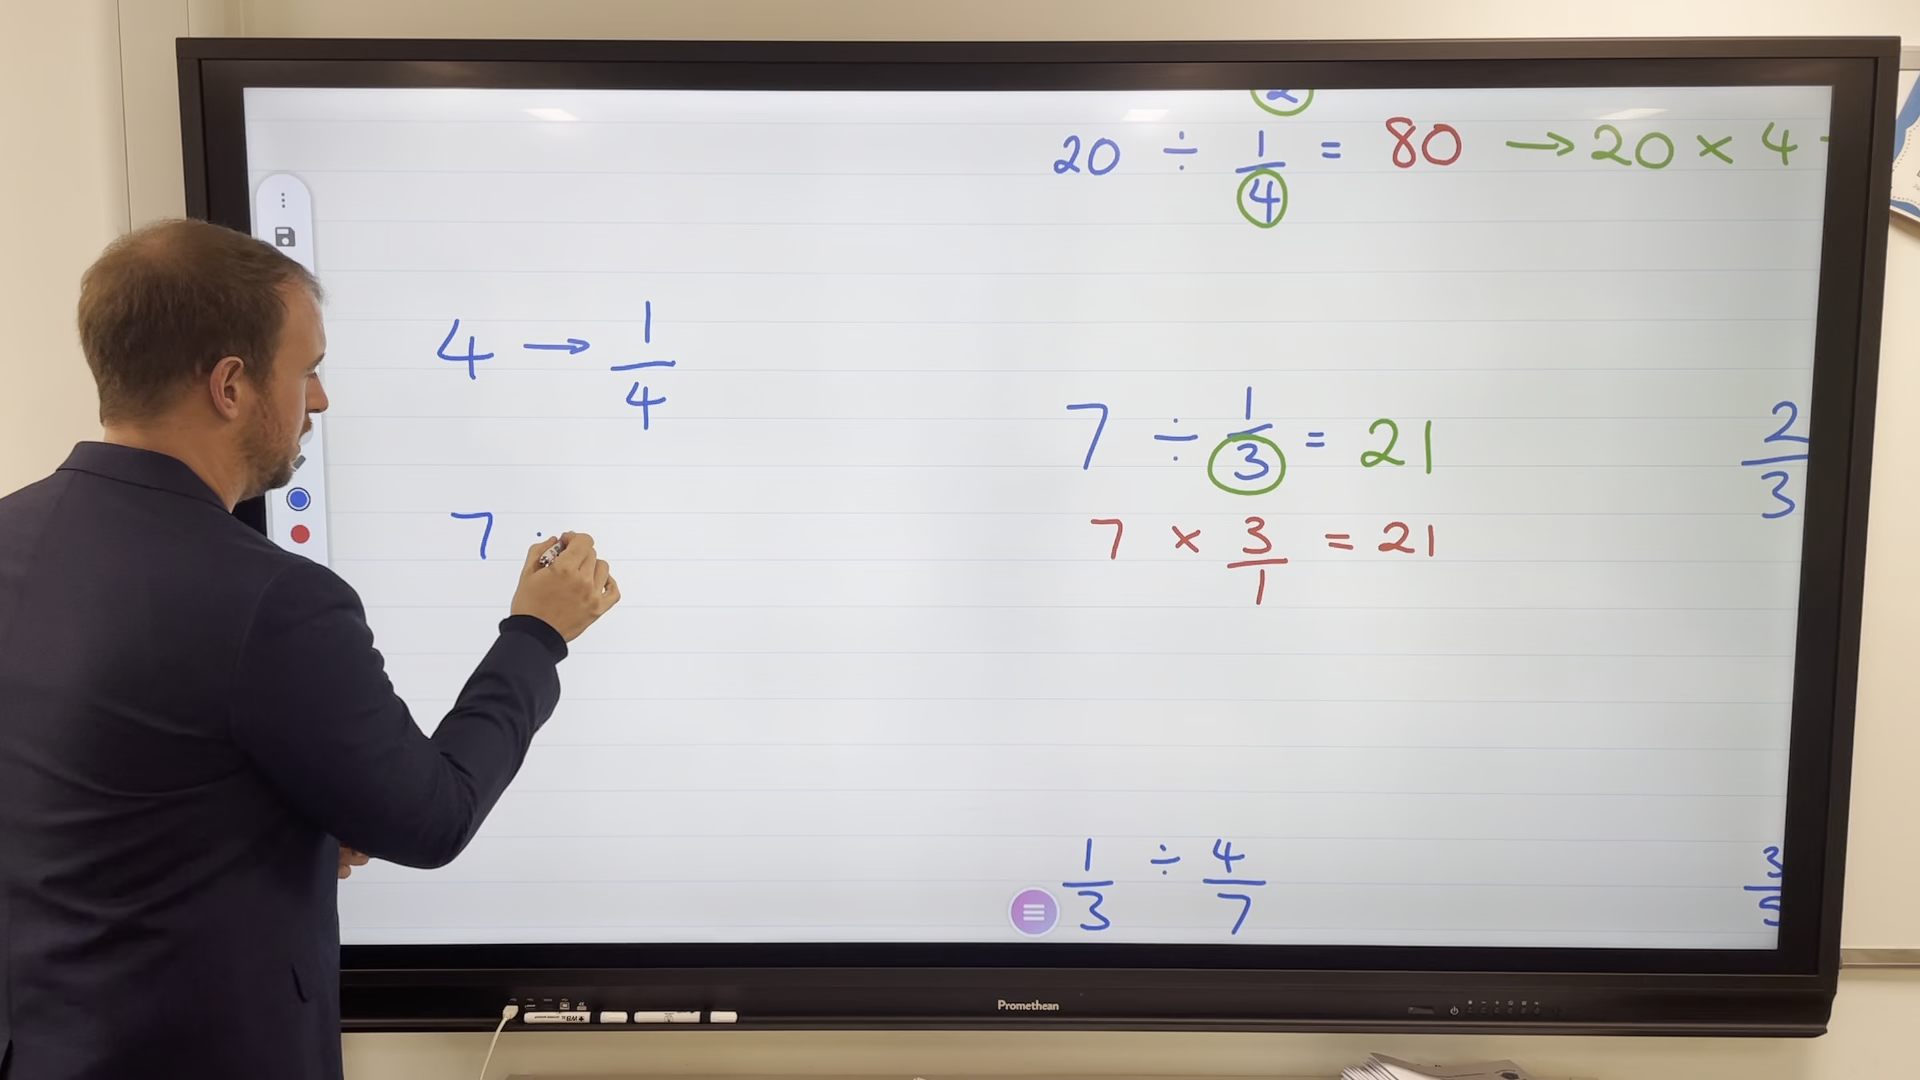 20 ÷ 1/4 = 80 → 20 × 4
4 → 1/4
7 ÷ 1/3 = 21
2/3
7
7 × 3/1 = 21
1/3 ÷ 4/7
Promethean